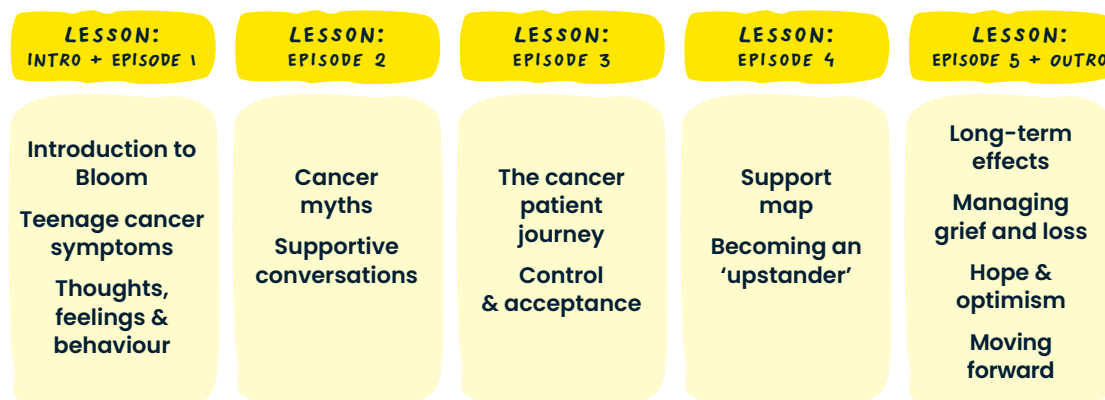 LESSON:
INTRO + EPISODE 1
Introduction to
Bloom
Teenage cancer
symptoms
Thoughts,
feelings &
behaviour
LESSON:
EPISODE 2
Cancer
myths
Supportive
conversations
LESSON:
EPISODE 3
The cancer
patient
journey
Control
& acceptance
LESSON:
EPISODE 4
Support
map
Becoming an
‘upstander’
LESSON:
EPISODE 5 + OUTRO
Long-term
effects
Managing
grief and loss
Hope &
optimism
Moving
forward